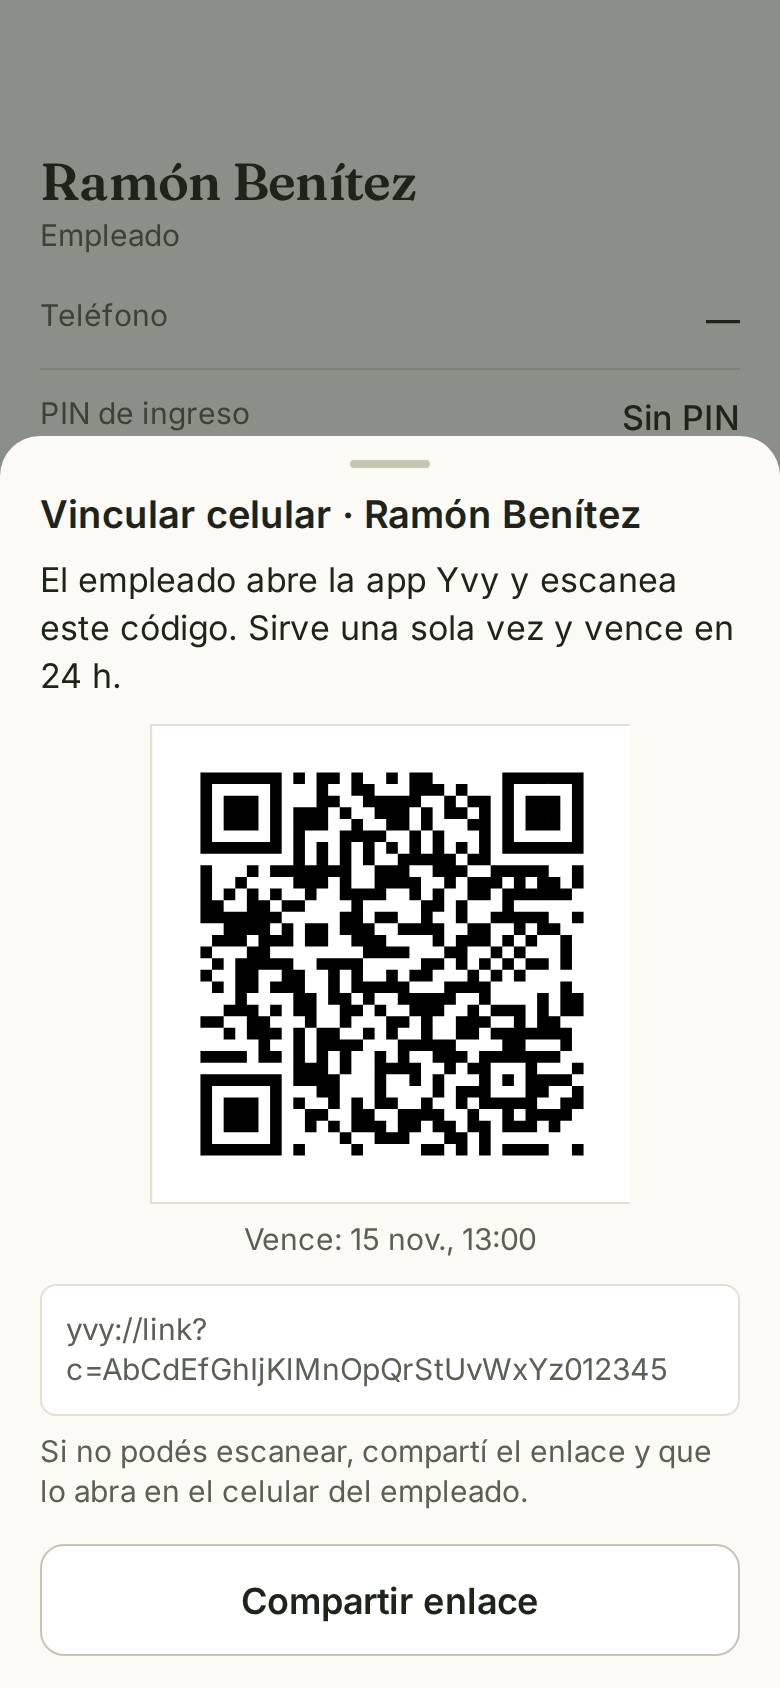 Ramón Benítez
Empleado
Teléfono —
PIN de ingreso Sin PIN
Vincular celular · Ramón Benítez
El empleado abre la app Yvy y escanea
este código. Sirve una sola vez y vence en
24 h.
Vence: 15 nov., 13:00
yvy://link?
c=AbCdEfGhIjKlMnOpQrStUvWxYz012345
Si no podés escanear, compartí el enlace y que
lo abra en el celular del empleado.
Compartir enlace